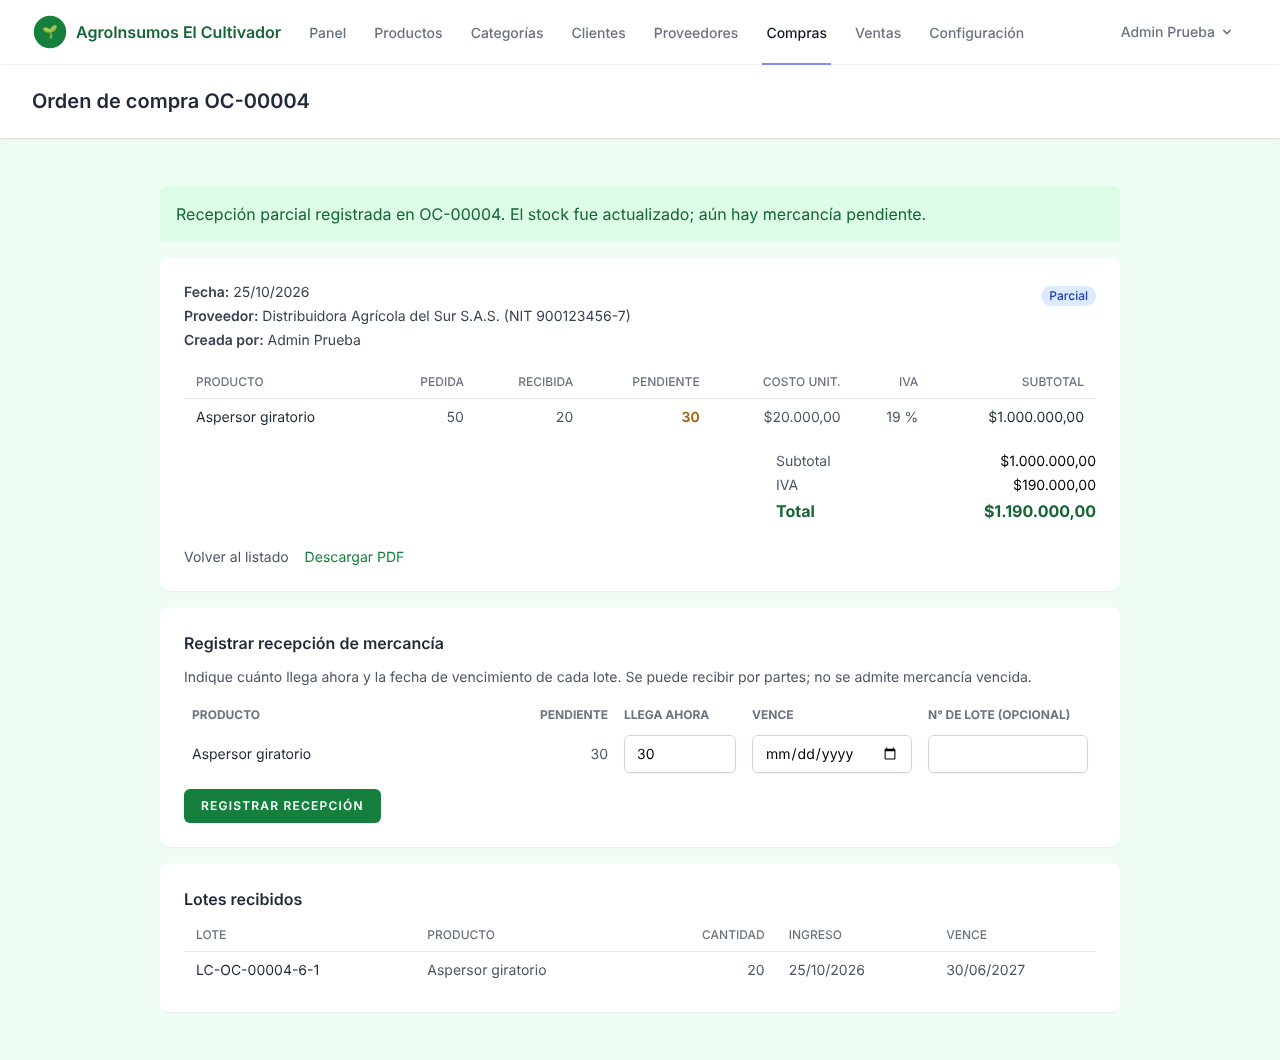 AgroInsumos El Cultivador Panel Productos Categorías Clientes Proveedores Compras Ventas Configuración Admin Prueba
Orden de compra OC-00004
Recepción parcial registrada en OC-00004. El stock fue actualizado; aún hay mercancía pendiente.
Fecha: 25/10/2026 Parcial
Proveedor: Distribuidora Agrícola del Sur S.A.S. (NIT 900123456-7)
Creada por: Admin Prueba
PRODUCTO PEDIDA RECIBIDA PENDIENTE COSTO UNIT. IVA SUBTOTAL
Aspersor giratorio 50 20 30 $20.000,00 19 % $1.000.000,00
Subtotal $1.000.000,00
IVA $190.000,00
Total $1.190.000,00
Volver al listado Descargar PDF
Registrar recepción de mercancía
Indique cuánto llega ahora y la fecha de vencimiento de cada lote. Se puede recibir por partes; no se admite mercancía vencida.
PRODUCTO PENDIENTE LLEGA AHORA VENCE N° DE LOTE (OPCIONAL)
Aspersor giratorio 30 30 mm/dd/yyyy
REGISTRAR RECEPCIÓN
Lotes recibidos
LOTE PRODUCTO CANTIDAD INGRESO VENCE
LC-OC-00004-6-1 Aspersor giratorio 20 25/10/2026 30/06/2027